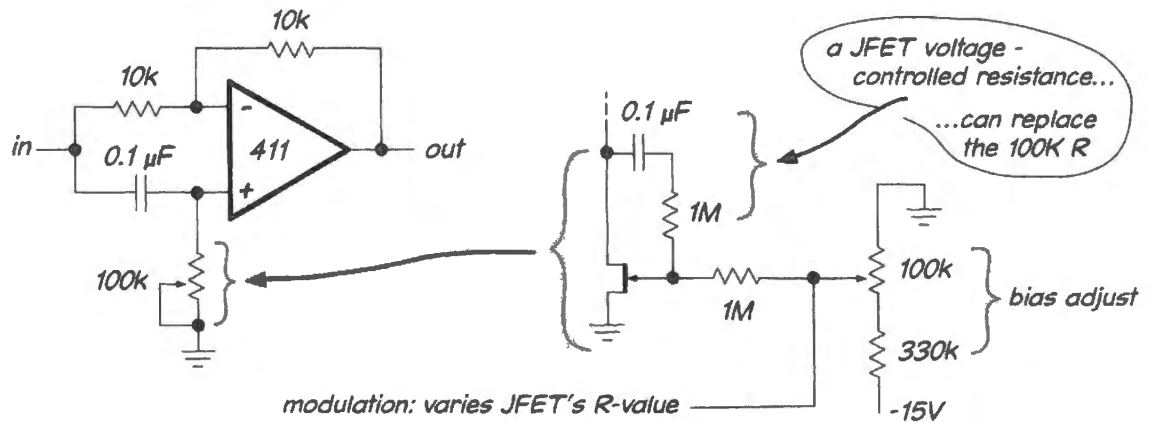 10k
10k
in
0.1 µF
-
+
411
out
100k
0.1 µF
1M
1M
a JFET voltage -
controlled resistance...
...can replace
the 100K R
100k
bias adjust
330k
-15V
modulation: varies JFET's R-value